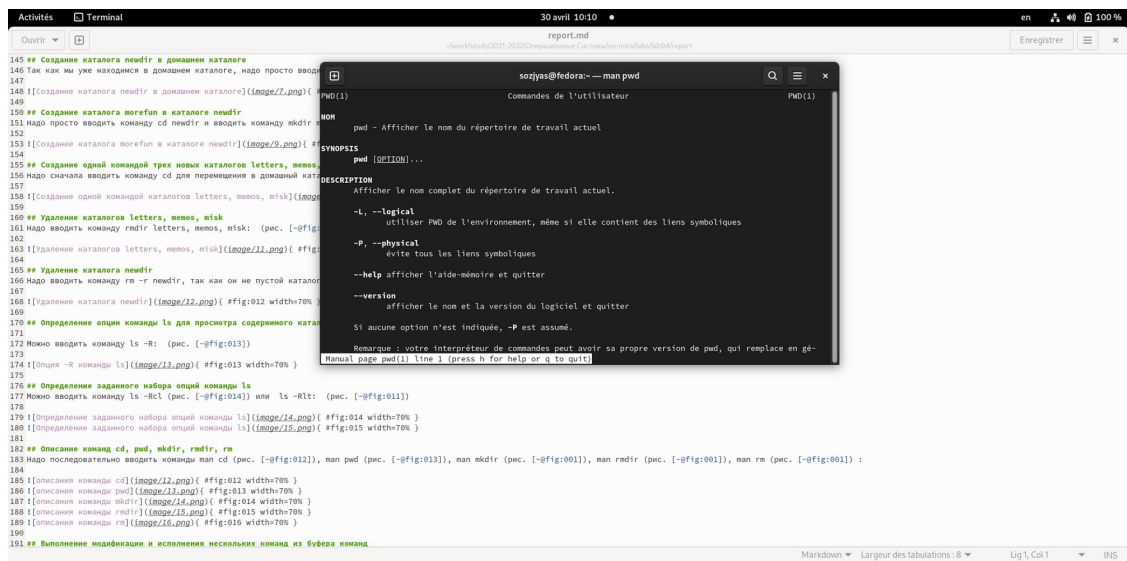 Activités Terminal 30 avril 10:10 en 100 %
Ouvrir report.md Enregistrer
~/work/study/2021-2022/Операционные Системы/os-intro/labs/lab04/report
145 ## Создание каталога newdir в домашнем каталоге
146 Так как мы уже находимся в домашнем каталоге, надо просто вводи
147
148 ![Создание каталога newdir в домашнем каталоге](image/7.png){ #
149
150 ## Создание каталога morefun в каталоге newdir
151 Надо просто вводить команду cd newdir и вводить команду mkdir m
152
153 ![Создание каталога morefun в каталоге newdir](image/9.png){ #f
154
155 ## Создание одной командой трех новых каталогов letters, memos,
156 Надо сначала вводить команду cd для перемещения в домашный ката
157
158 ![Создание одной командой каталогов letters, memos, misk](image
159
160 ## Удаление каталогов letters, memos, misk
161 Надо вводить команду rmdir letters, memos, misk: (рис. [-@fig:
162
163 ![Удаление каталогов letters, memos, misk](image/11.png){ #fig:
164
165 ## Удаление каталога newdir
166 Надо вводить команду rm -r newdir, так как он не пустой каталог
167
168 ![Удаление каталога newdir](image/12.png){ #fig:012 width=70% }
169
170 ## Определение опции команды ls для просмотра содержимого катал
171
172 Можно вводить команду ls -R: (рис. [-@fig:013])
173
174 ![Опция -R команды ls](image/13.png){ #fig:013 width=70% }
175
176 ## Определение заданного набора опций команды ls
177 Можно вводить команду ls -Rcl (рис. [-@fig:014]) или ls -Rlt: (рис. [-@fig:011])
178
179 ![Определение заданного набора опций команды ls](image/14.png){ #fig:014 width=70% }
180 ![Определение заданного набора опций команды ls](image/15.png){ #fig:015 width=70% }
181
182 ## Описание команд cd, pwd, mkdir, rmdir, rm
183 Надо последовательно вводить команды man cd (рис. [-@fig:012]), man pwd (рис. [-@fig:013]), man mkdir (рис. [-@fig:001]), man rmdir (рис. [-@fig:001]), man rm (рис. [-@fig:001]) :
184
185 ![описания команды cd](image/12.png){ #fig:012 width=70% }
186 ![описания команды pwd](image/13.png){ #fig:013 width=70% }
187 ![описания команды mkdir](image/14.png){ #fig:014 width=70% }
188 ![описания команды rmdir](image/15.png){ #fig:015 width=70% }
189 ![описания команды rm](image/16.png){ #fig:016 width=70% }
190
191 ## Выполнение модификации и исполнения нескольких команд из буфера команд
sozjyas@fedora:~ — man pwd
PWD(1) Commandes de l'utilisateur PWD(1)
NOM
pwd - Afficher le nom du répertoire de travail actuel
SYNOPSIS
pwd [OPTION]...
DESCRIPTION
Afficher le nom complet du répertoire de travail actuel.
-L, --logical
utiliser PWD de l'environnement, même si elle contient des liens symboliques
-P, --physical
évite tous les liens symboliques
--help afficher l'aide-mémoire et quitter
--version
afficher le nom et la version du logiciel et quitter
Si aucune option n'est indiquée, -P est assumé.
Remarque : votre interpréteur de commandes peut avoir sa propre version de pwd, qui remplace en gé‐
Manual page pwd(1) line 1 (press h for help or q to quit)
Markdown Largeur des tabulations : 8 Lig 1, Col 1 INS